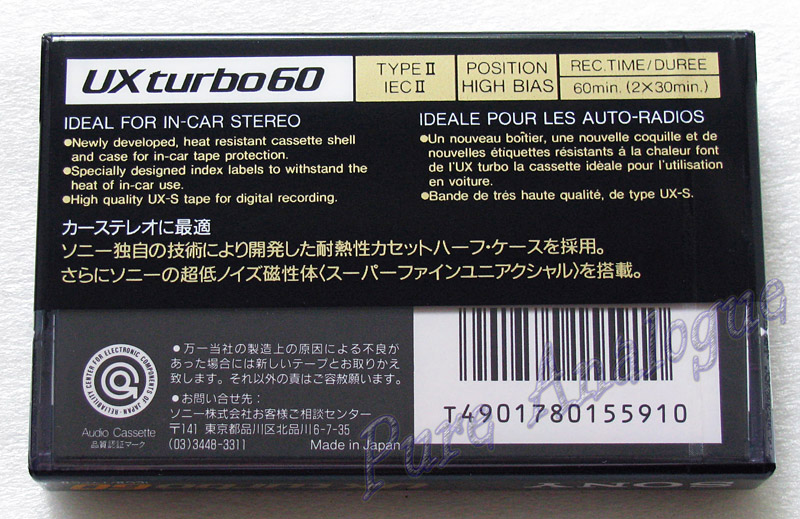 UX turbo 60
TYPE II
IEC II
POSITION
HIGH BIAS
REC.TIME/DUREE
60min. (2×30min.)
IDEAL FOR IN-CAR STEREO
●Newly developed, heat resistant cassette shell
and case for in-car tape protection.
●Specially designed index labels to withstand the
heat of in-car use.
●High quality UX-S tape for digital recording.
IDEALE POUR LES AUTO-RADIOS
●Un nouveau boîtier, une nouvelle coquille et de
nouvelles étiquettes résistants á la chaleur font
de l'UX turbo la cassette idèale pour l'utilisation
en voiture.
●Bande de trés haute qualité, de type UX-S.
カーステレオに最適
ソニー独自の技術により開発した耐熱性カセットハーフ・ケースを採用。
さらにソニーの超低ノイズ磁性体〈スーパーファインユニアクシャル〉を搭載。
RELIABILITY CENTER FOR ELECTRONIC COMPONENTS OF JAPAN
Audio Cassette
品質認証マーク
●万一当社の製造上の原因による不良が
あった場合には新しいテープとお取りかえ
致します。それ以外の責はご容赦願います。
●お問い合せ先:
ソニー株式会社お客様ご相談センター
〒141 東京都品川区北品川6-7-35
(03)3448-3311
Made in Japan
T4901780155910
Pure Analogue
SONY